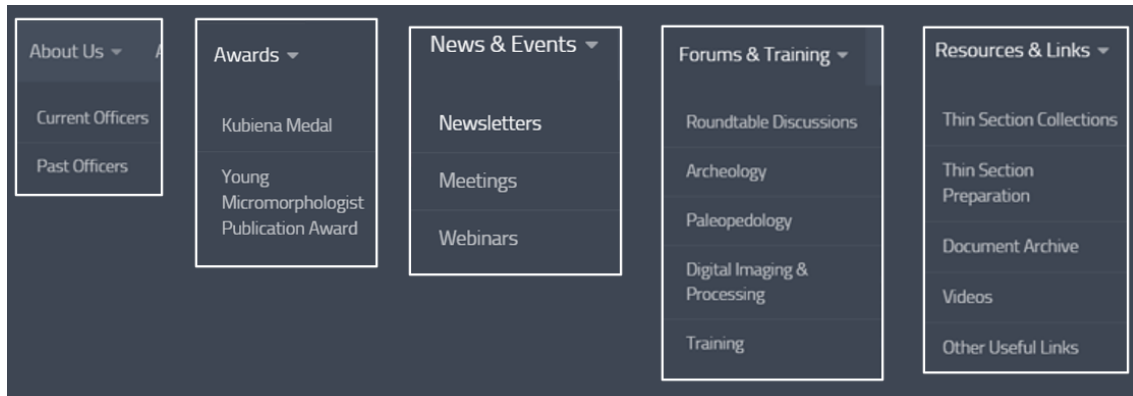 About Us
Current Officers
Past Officers
Awards
Kubiena Medal
Young
Micromorphologist
Publication Award
News & Events
Newsletters
Meetings
Webinars
Forums & Training
Roundtable Discussions
Archeology
Paleopedology
Digital Imaging &
Processing
Training
Resources & Links
Thin Section Collections
Thin Section
Preparation
Document Archive
Videos
Other Useful Links